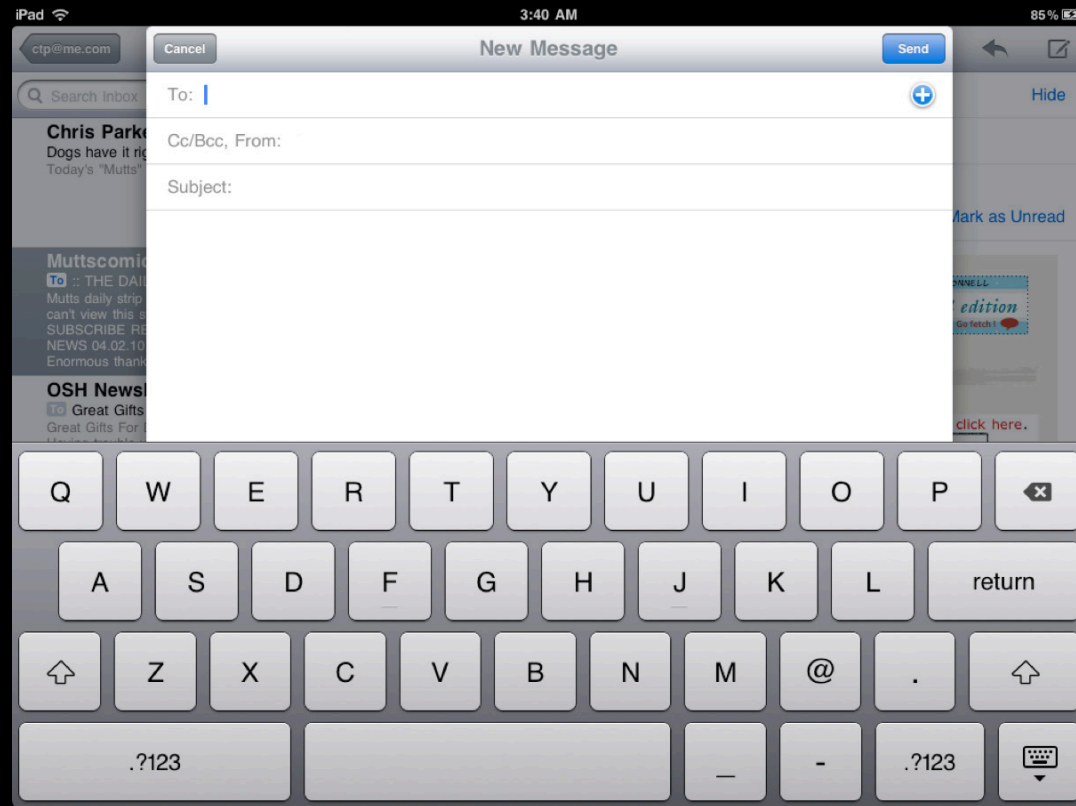 iPad 3:40 AM 85%
ctp@me.com Cancel New Message Send
Search Inbox To: Hide
Chris Parke
Dogs have it rig
Today's "Mutts"
Cc/Bcc, From:
Subject:
Mark as Unread
Muttscomic
To :: THE DAI
Mutts daily strip
can't view this s
SUBSCRIBE RE
NEWS 04.02.10
Enormous thank
ONNELL
edition
Go fetch !
OSH Newsl
To Great Gifts
Great Gifts For
click here.
Q W E R T Y U I O P
A S D F G H J K L return
Z X C V B N M @ .
.?123 _ - .?123